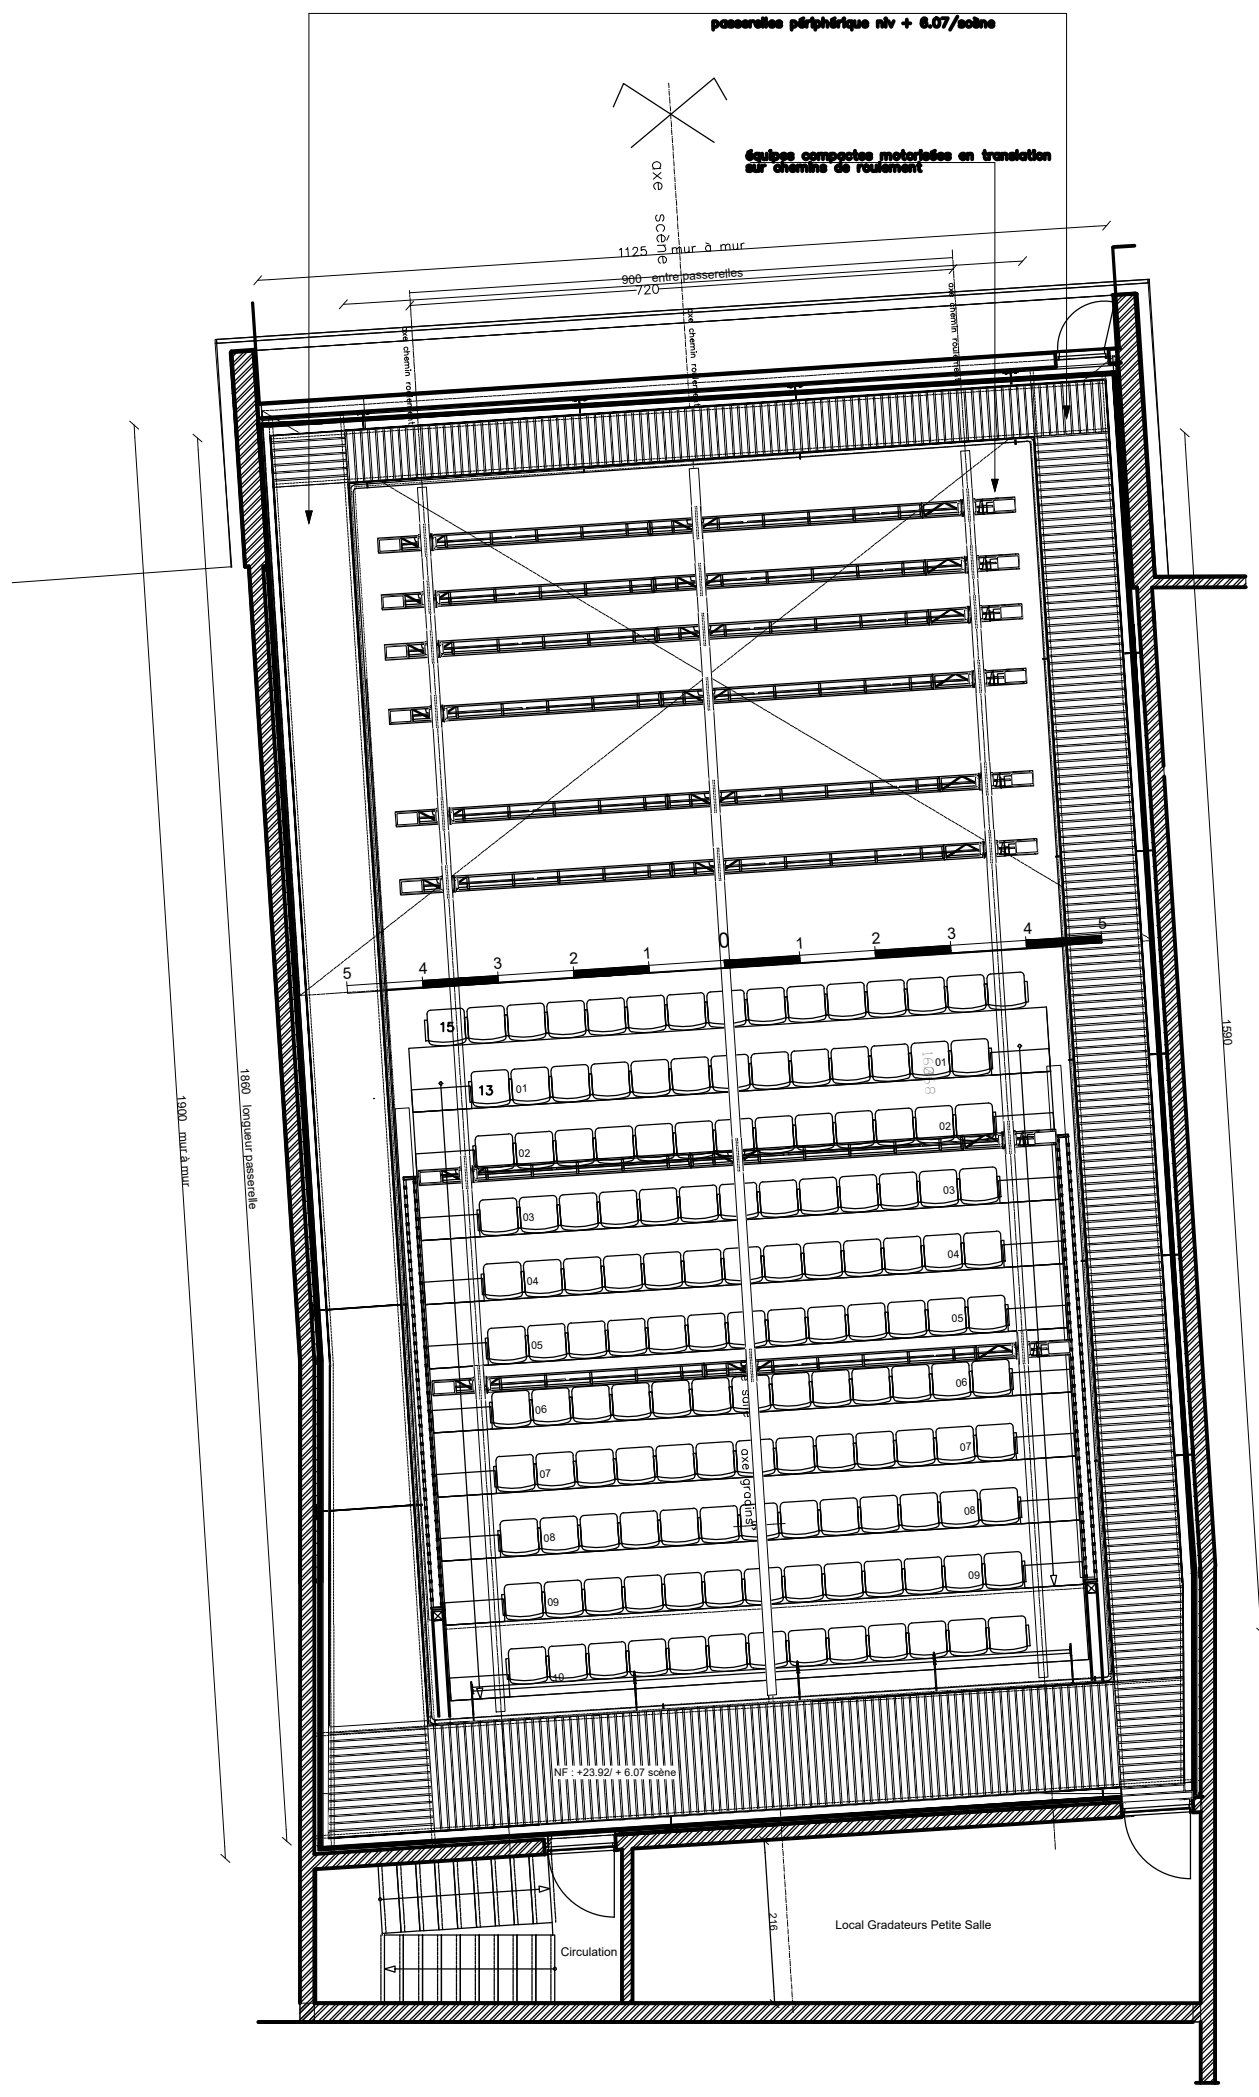 passerelles périphérique niv + 6.07/scène
équipes compactes motorisées en translation
sur chemins de roulement
axe scène
1125 mur à mur
900 entre passerelles
720
axe chemin roulement
axe chemin roulement
axe chemin roulement
5 4 3 2 1 0 1 2 3 4 5
15
13 01 01
02 02
03 03
04 04
05 05
06 06
07 07
08 08
09 09
10
salle axe/gradins
1900 mur à mur
1860 longueur passerelle
1590
NF : +23.92/ + 6.07 scène
216
Local Gradateurs Petite Salle
Circulation